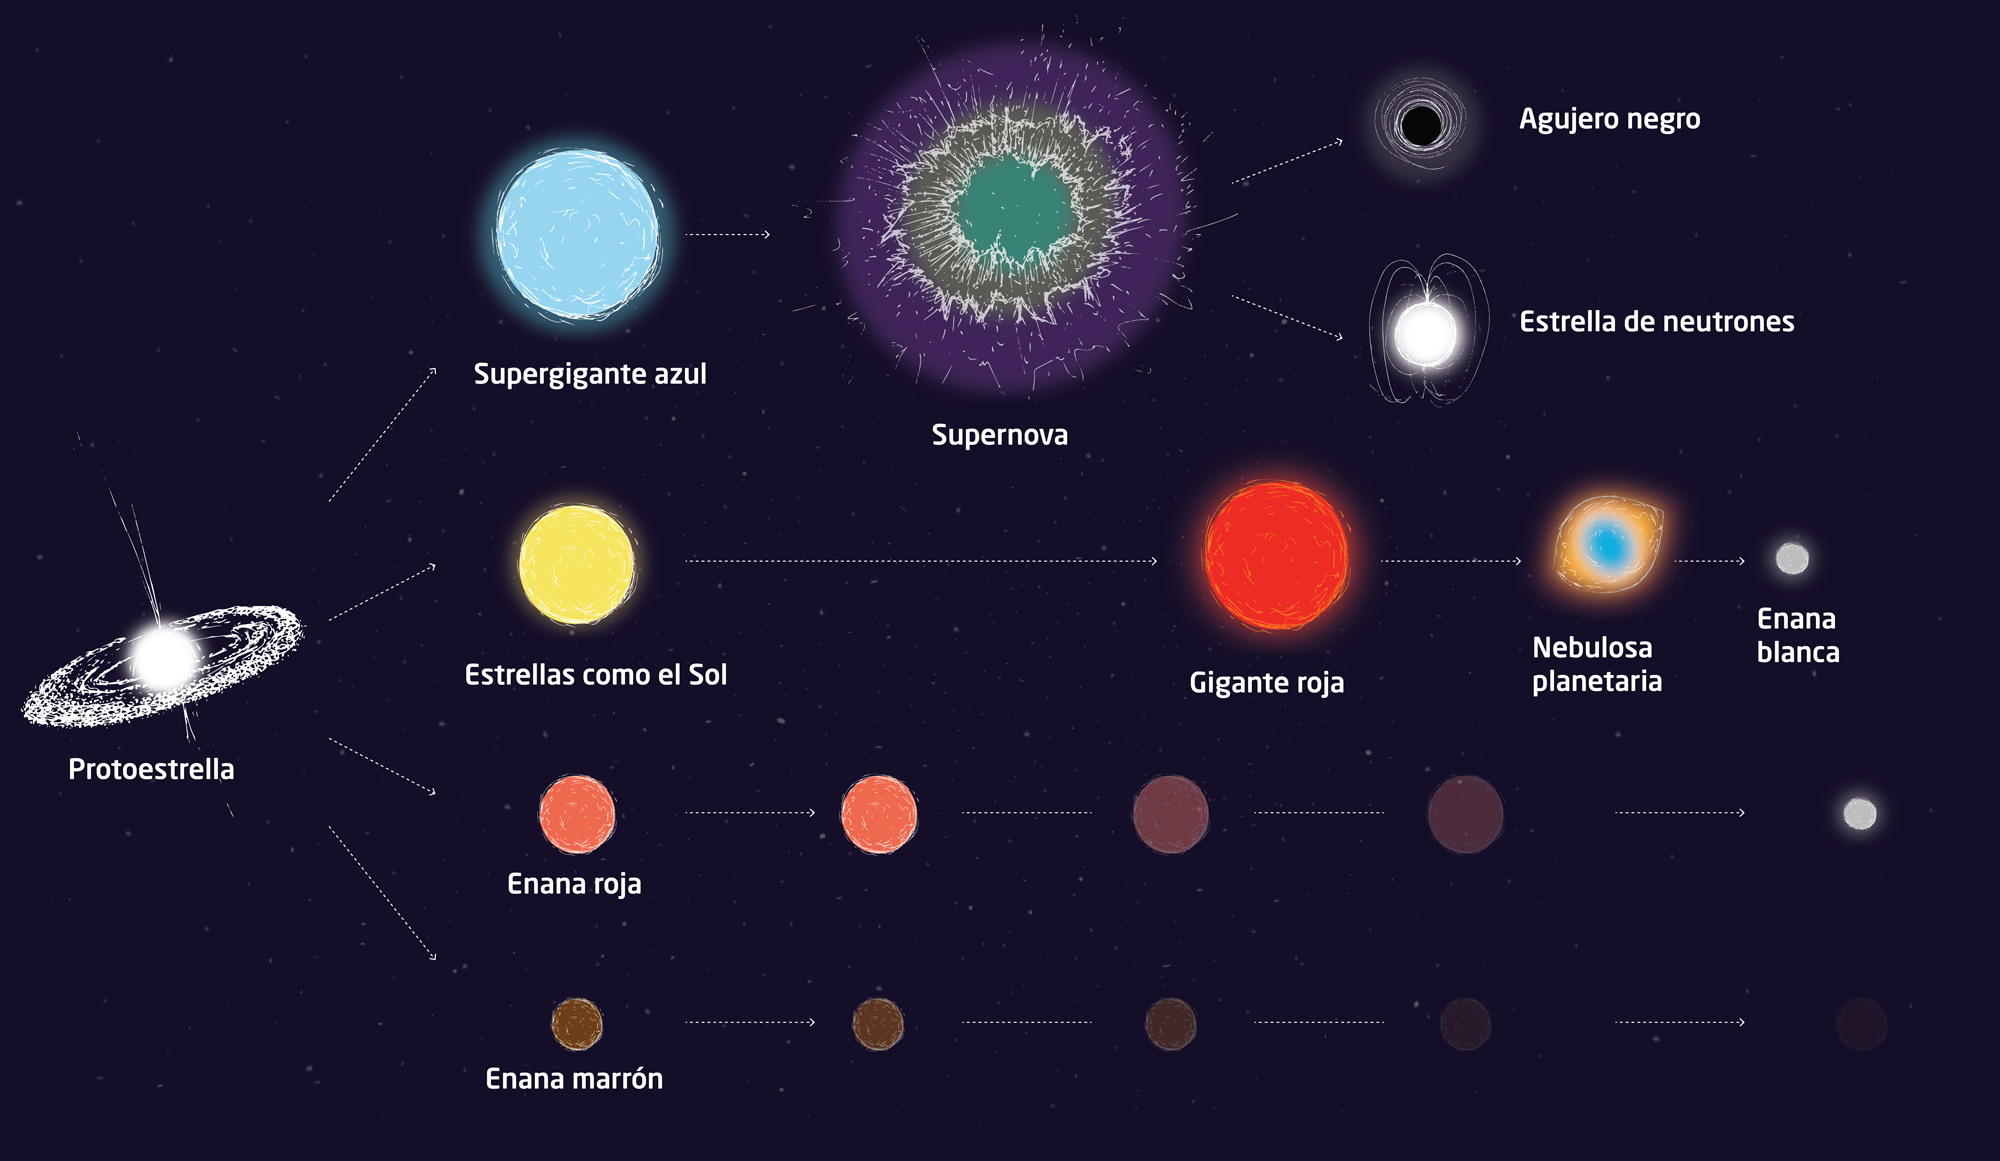 Agujero negro
Estrella de neutrones
Supergigante azul
Supernova
Estrellas como el Sol
Gigante roja
Nebulosa
planetaria
Enana
blanca
Protoestrella
Enana roja
Enana marrón